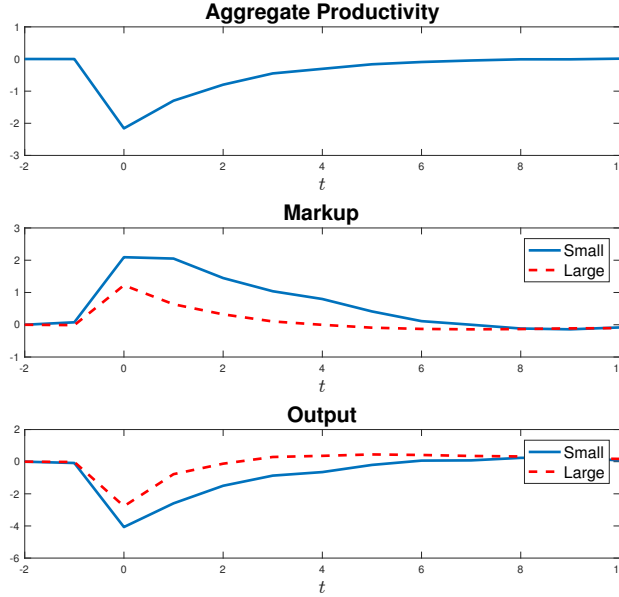 Aggregate Productivity
1
0
-1
-2
-3
-2 0 2 4 6 8 10
t
Markup
3
2
1
0
-1
Small
Large
-2 0 2 4 6 8 10
t
Output
2
0
-2
-4
-6
Small
Large
-2 0 2 4 6 8 1
t